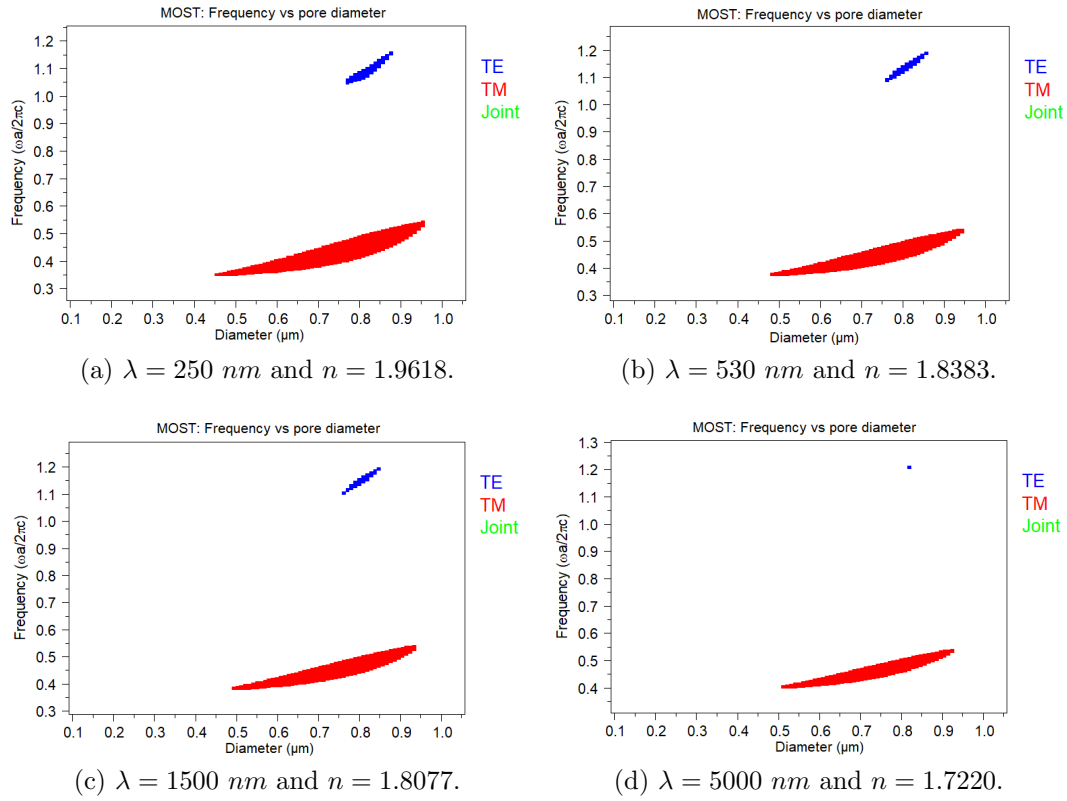 MOST: Frequency vs pore diameter
1.2
1.1
1.0
0.9
0.8
0.7
0.6
0.5
0.4
0.3
Frequency (ωa/2πc)
0.1 0.2 0.3 0.4 0.5 0.6 0.7 0.8 0.9 1.0
Diameter (µm)
TE
TM
Joint
(a) λ = 250 nm and n = 1.9618.
MOST: Frequency vs pore diameter
1.2
1.1
1.0
0.9
0.8
0.7
0.6
0.5
0.4
0.3
Frequency (ωa/2πc)
0.1 0.2 0.3 0.4 0.5 0.6 0.7 0.8 0.9 1.0
Diameter (µm)
TE
TM
Joint
(b) λ = 530 nm and n = 1.8383.
MOST: Frequency vs pore diameter
1.2
1.1
1.0
0.9
0.8
0.7
0.6
0.5
0.4
0.3
Frequency (ωa/2πc)
0.1 0.2 0.3 0.4 0.5 0.6 0.7 0.8 0.9 1.0
Diameter (µm)
TE
TM
Joint
(c) λ = 1500 nm and n = 1.8077.
MOST: Frequency vs pore diameter
1.3
1.2
1.1
1.0
0.9
0.8
0.7
0.6
0.5
0.4
Frequency (ωa/2πc)
0.1 0.2 0.3 0.4 0.5 0.6 0.7 0.8 0.9 1.0
Diameter (µm)
TE
TM
Joint
(d) λ = 5000 nm and n = 1.7220.